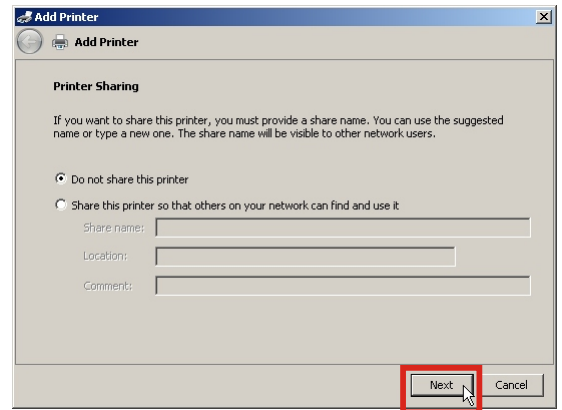 Add Printer
Add Printer
Printer Sharing
If you want to share this printer, you must provide a share name. You can use the suggested
name or type a new one. The share name will be visible to other network users.
Do not share this printer
Share this printer so that others on your network can find and use it
Share name:
Location:
Comment:
Next
Cancel